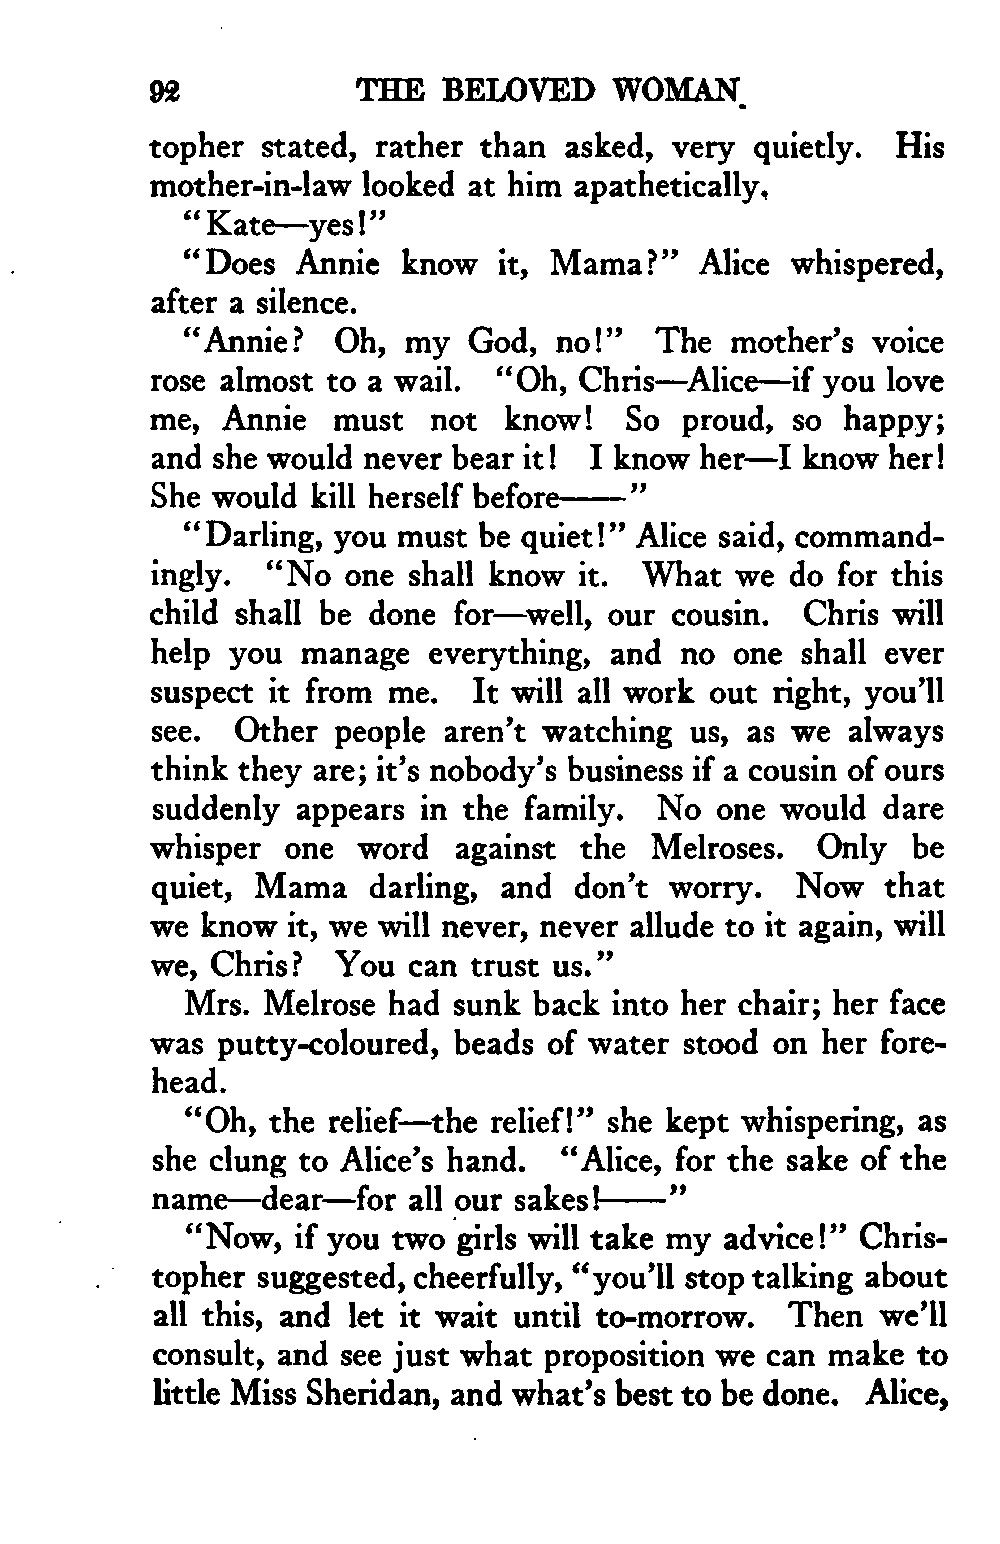 92 THE BELOVED WOMAN
topher stated, rather than asked, very quietly. His
mother-in-law looked at him apathetically.
"Kate—yes!"
"Does Annie know it, Mama?" Alice whispered,
after a silence.
"Annie? Oh, my God, no!" The mother's voice
rose almost to a wail. "Oh, Chris—Alice—if you love
me, Annie must not know! So proud, so happy;
and she would never bear it! I know her—I know her!
She would kill herself before——"
"Darling, you must be quiet!" Alice said, command-
ingly. "No one shall know it. What we do for this
child shall be done for—well, our cousin. Chris will
help you manage everything, and no one shall ever
suspect it from me. It will all work out right, you'll
see. Other people aren't watching us, as we always
think they are; it's nobody's business if a cousin of ours
suddenly appears in the family. No one would dare
whisper one word against the Melroses. Only be
quiet, Mama darling, and don't worry. Now that
we know it, we will never, never allude to it again, will
we, Chris? You can trust us."
Mrs. Melrose had sunk back into her chair; her face
was putty-coloured, beads of water stood on her fore-
head.
"Oh, the relief—the relief!" she kept whispering, as
she clung to Alice's hand. "Alice, for the sake of the
name—dear—for all our sakes!——"
"Now, if you two girls will take my advice!" Chris-
topher suggested, cheerfully, "you'll stop talking about
all this, and let it wait until to-morrow. Then we'll
consult, and see just what proposition we can make to
little Miss Sheridan, and what's best to be done. Alice,